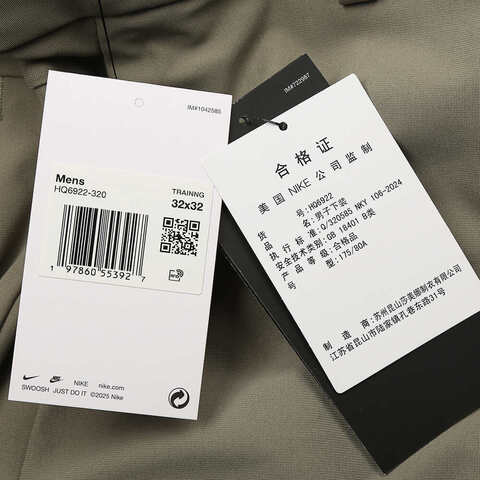 IM#1042585
Mens
HQ6922-320
TRAINNG
32x32
1 97860 55392 7
NIKE nike.com
SWOOSH JUST DO IT ©2025 Nike
IM#722987
合格证
美国 NIKE 公司监制
货号: HQ6922
品名: 男子下装
执行标准: Q/320585 NKY 106-2024
安全技术类别: GB 18401 B类
产品等级: 合格品
号型: 175/80A
制造商: 苏州昆山莎美娜制衣有限公司
江苏省昆山市陆家镇孔巷东路31号